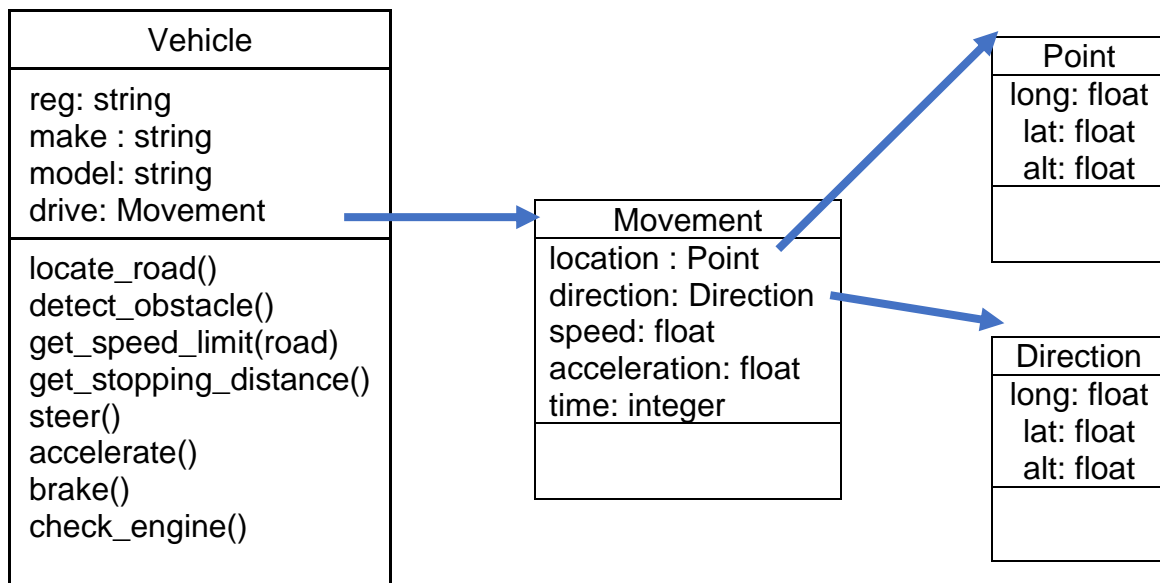 Vehicle
reg: string
make : string
model: string
drive: Movement
locate_road()
detect_obstacle()
get_speed_limit(road)
get_stopping_distance()
steer()
accelerate()
brake()
check_engine()
Movement
location : Point
direction: Direction
speed: float
acceleration: float
time: integer
Point
long: float
lat: float
alt: float
Direction
long: float
lat: float
alt: float